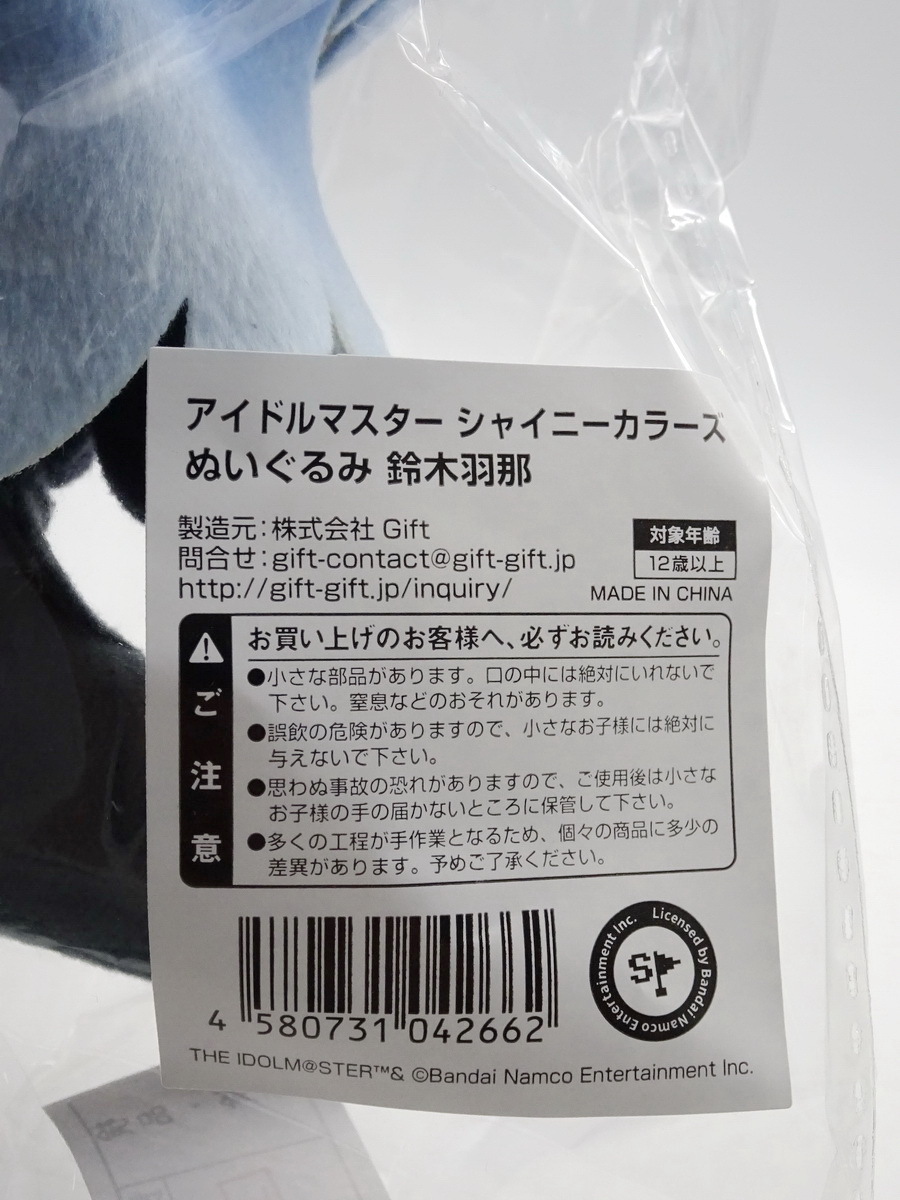 アイドルマスター シャイニーカラーズ
ぬいぐるみ 鈴木羽那
製造元：株式会社 Gift
問合せ：gift-contact@gift-gift.jp
http://gift-gift.jp/inquiry/
対象年齢
12歳以上
MADE IN CHINA
ご注意
お買い上げのお客様へ、必ずお読みください。
●小さな部品があります。口の中には絶対にいれないで
下さい。窒息などのおそれがあります。
●誤飲の危険がありますので、小さなお子様には絶対に
与えないで下さい。
●思わぬ事故の恐れがありますので、ご使用後は小さな
お子様の手の届かないところに保管して下さい。
●多くの工程が手作業となるため、個々の商品に多少の
差異があります。予めご了承ください。
4 580731 042662
Licensed by Bandai Namco Entertainment Inc.
THE IDOLM@STER™& ©Bandai Namco Entertainment Inc.